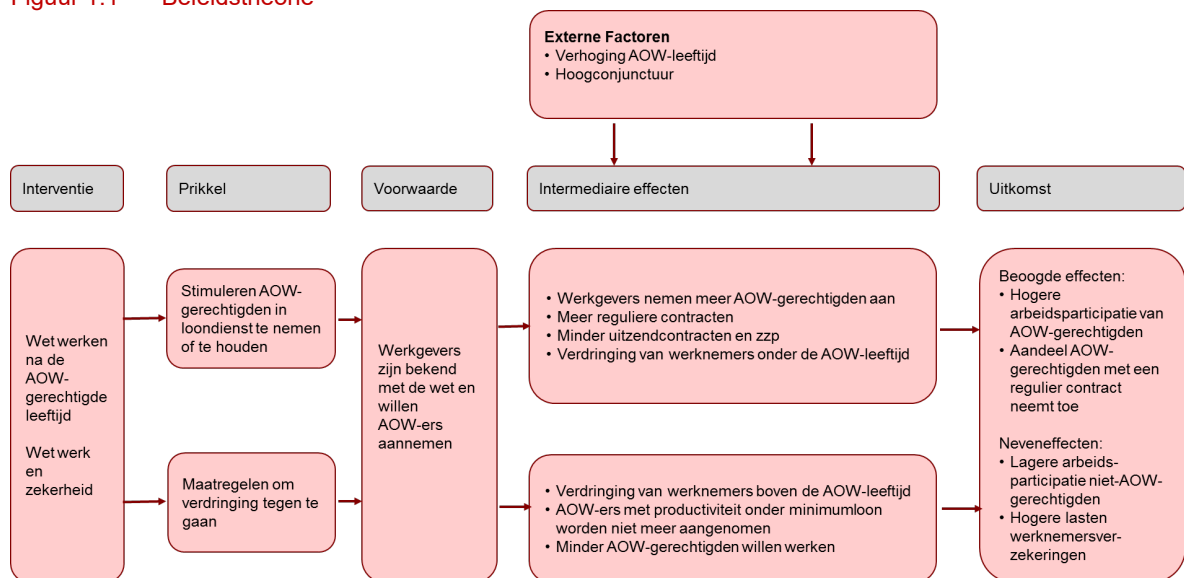 Figuur 1.1 Beleidstheorie
Externe Factoren
• Verhoging AOW-leeftijd
• Hoogconjunctuur
Interventie
Prikkel
Voorwaarde
Intermediaire effecten
Uitkomst
Wet werken
na de
AOW-
gerechtigde
leeftijd
Wet werk
en
zekerheid
Stimuleren AOW-
gerechtigden in
loondienst te nemen
of te houden
Maatregelen om
verdringing tegen te
gaan
Werkgevers
zijn bekend
met de wet en
willen
AOW-ers
aannemen
• Werkgevers nemen meer AOW-gerechtigden aan
• Meer reguliere contracten
• Minder uitzendcontracten en zzp
• Verdringing van werknemers onder de AOW-leeftijd
• Verdringing van werknemers boven de AOW-leeftijd
• AOW-ers met productiviteit onder minimumloon
worden niet meer aangenomen
• Minder AOW-gerechtigden willen werken
Beoogde effecten:
• Hogere
arbeidsparticipatie van
AOW-gerechtigden
• Aandeel AOW-
gerechtigden met een
regulier contract
neemt toe
Neveneffecten:
• Lagere arbeids-
participatie niet-AOW-
gerechtigden
• Hogere lasten
werknemersver-
zekeringen